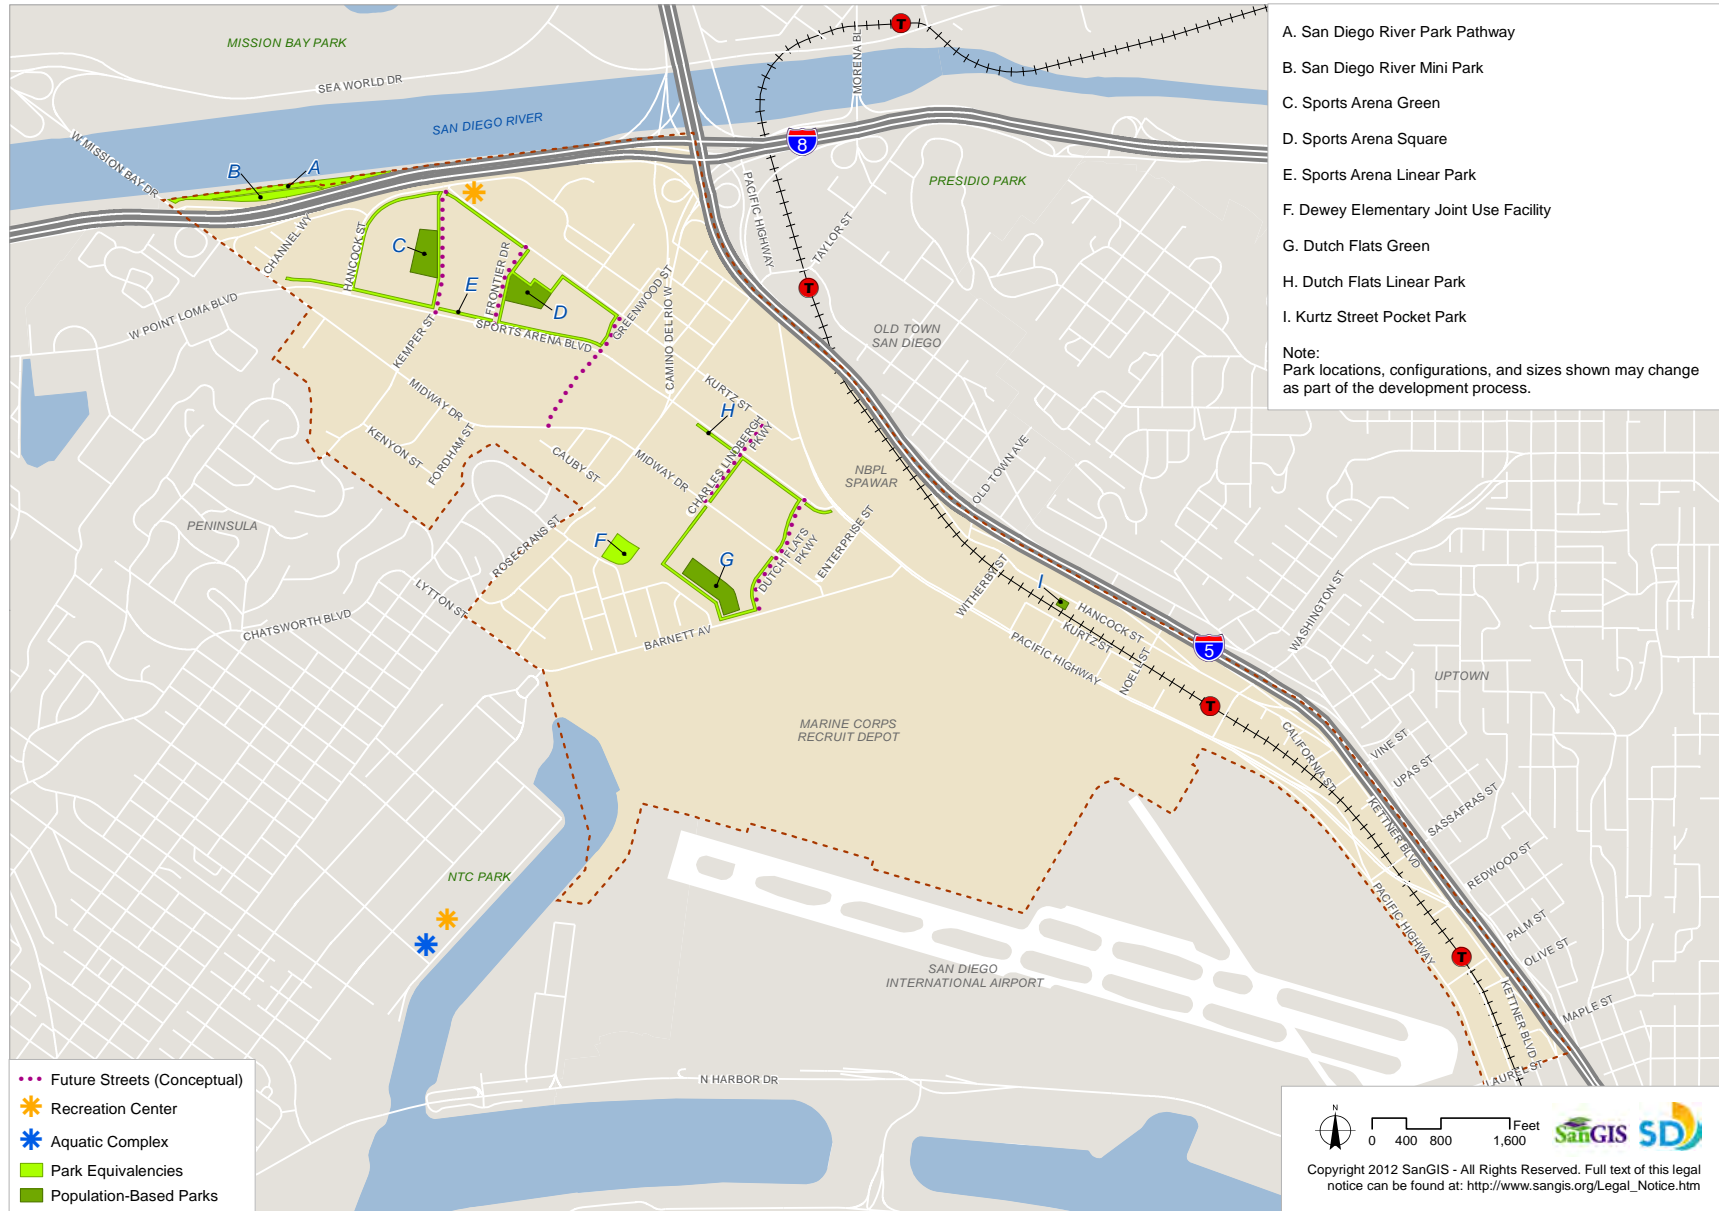 MISSION BAY PARK
SEA WORLD DR
SAN DIEGO RIVER
W MISSION BAY DR
MORENA BL
T
8
B
A
PRESIDIO PARK
PACIFIC HIGHWAY
TAYLOR ST
CHANNEL WY
HANCOCK ST
C
E
FRONTIER DR
D
GREENWOOD ST
CAMINO DEL RIO W
T
W POINT LOMA BLVD
KEMPER ST
SPORTS ARENA BLVD
OLD TOWN
SAN DIEGO
MIDWAY DR
KURTZ ST
H
CHARLES LINDBERGH
PKWY
KENYON ST
FORDHAM ST
CAUBY ST
MIDWAY DR
NBPL
SPAWAR
OLD TOWN AVE
PENINSULA
ROSECRANS ST
F
G
DUTCH FLATS
PKWY
ENTERPRISE ST
LYTTON ST
CHATSWORTH BLVD
BARNETT AV
WITHERBY ST
I
HANCOCK ST
KURTZ ST
PACIFIC HIGHWAY
NOELL ST
5
WASHINGTON ST
UPTOWN
T
MARINE CORPS
RECRUIT DEPOT
CALIFORNIA ST
VINE ST
UPAS ST
SASSAFRAS ST
KETTNER BLVD
REDWOOD ST
PACIFIC HIGHWAY
PALM ST
OLIVE ST
T
KETTNER BLVD
MAPLE ST
LAUREL ST
NTC PARK
SAN DIEGO
INTERNATIONAL AIRPORT
N HARBOR DR
A. San Diego River Park Pathway
B. San Diego River Mini Park
C. Sports Arena Green
D. Sports Arena Square
E. Sports Arena Linear Park
F. Dewey Elementary Joint Use Facility
G. Dutch Flats Green
H. Dutch Flats Linear Park
I. Kurtz Street Pocket Park
Note:
Park locations, configurations, and sizes shown may change
as part of the development process.
Future Streets (Conceptual)
Recreation Center
Aquatic Complex
Park Equivalencies
Population-Based Parks
N
0 400 800 1,600 Feet
SanGIS SD
Copyright 2012 SanGIS - All Rights Reserved. Full text of this legal
notice can be found at: http://www.sangis.org/Legal_Notice.htm